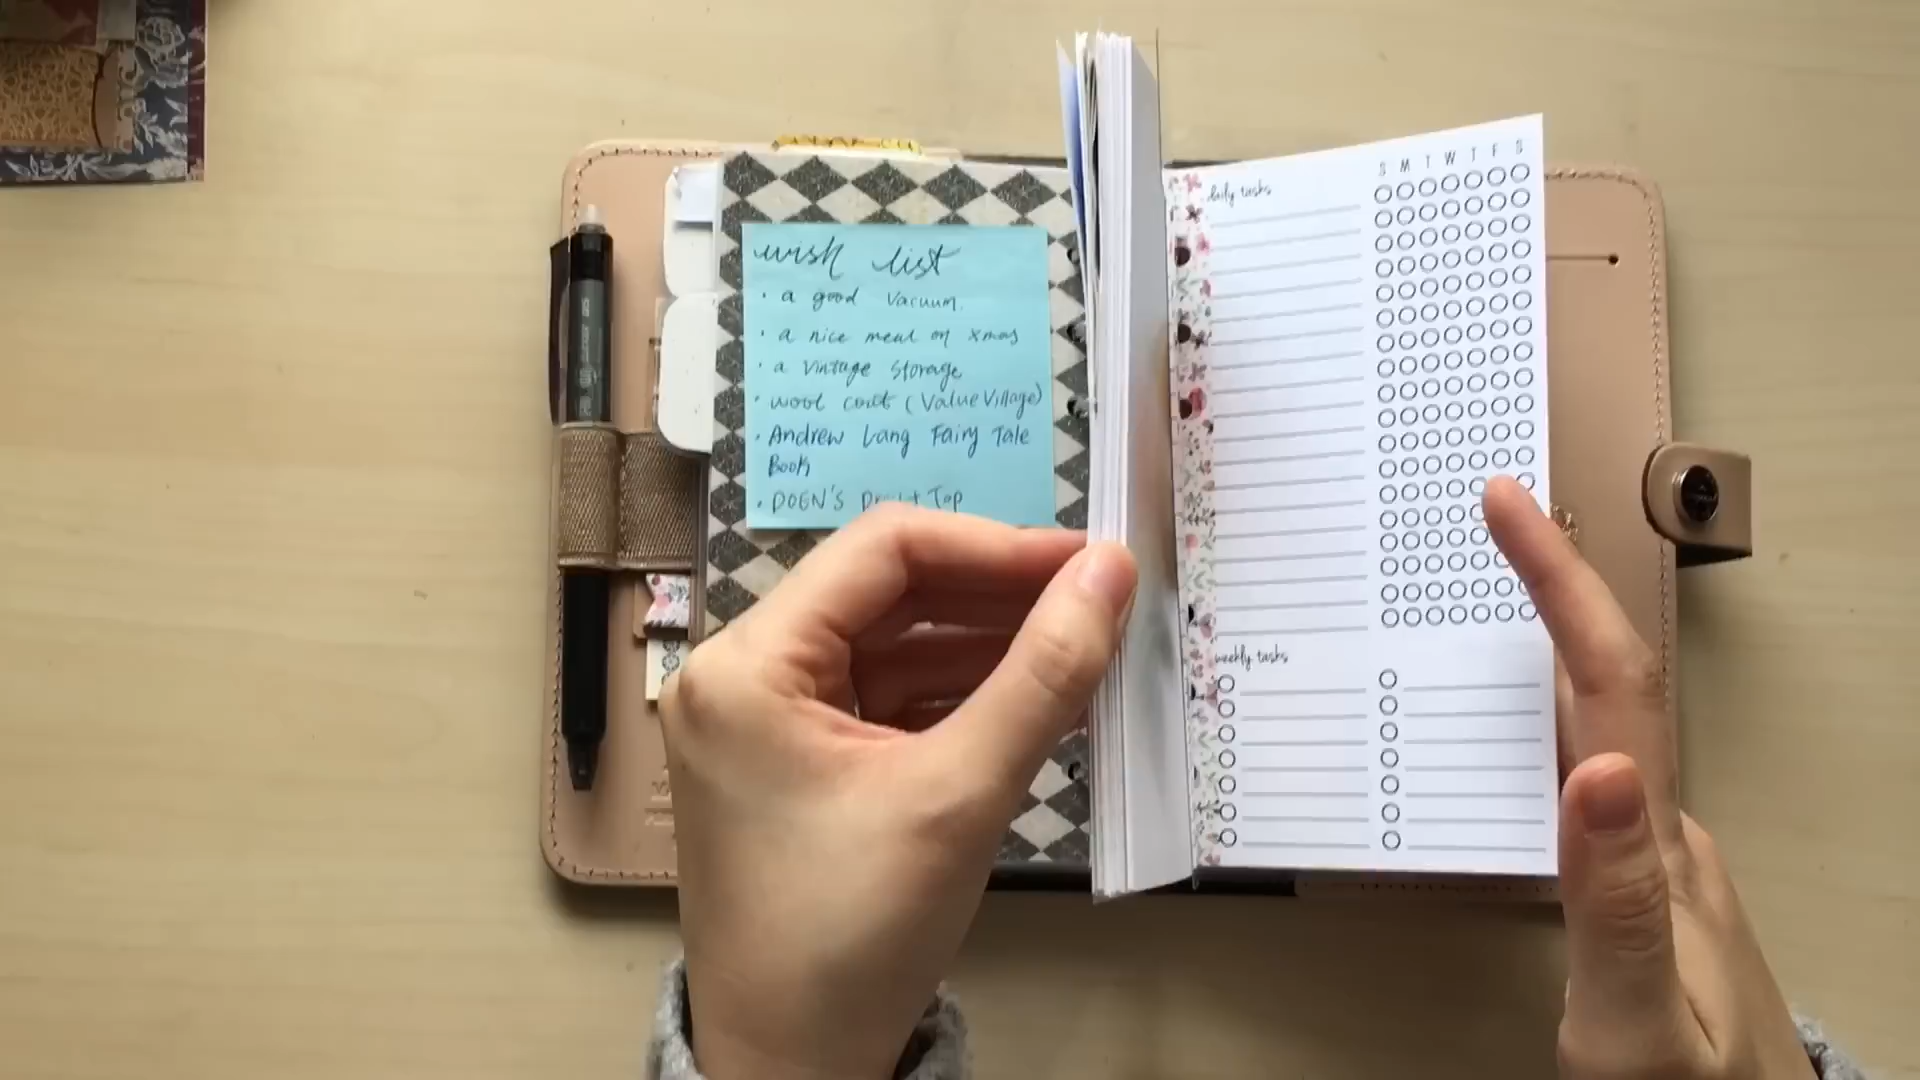 wish list
· a good vacuum.
· a nice meal on xmas
· a vintage storage
· wool coat (Value Village)
· Andrew Lang Fairy Tale
Book
· DOEN'S Top
daily tasks
S M T W T F S
weekly tasks